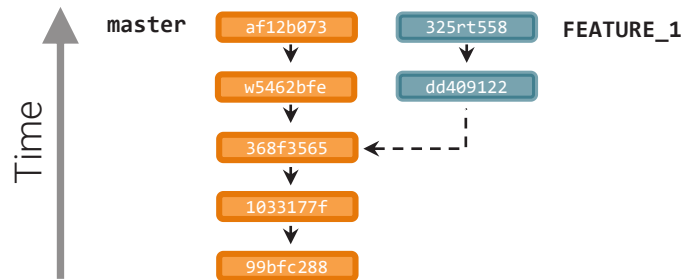 master
af12b073
325rt558
FEATURE_1
w5462bfe
dd409122
368f3565
1033177f
99bfc288
Time